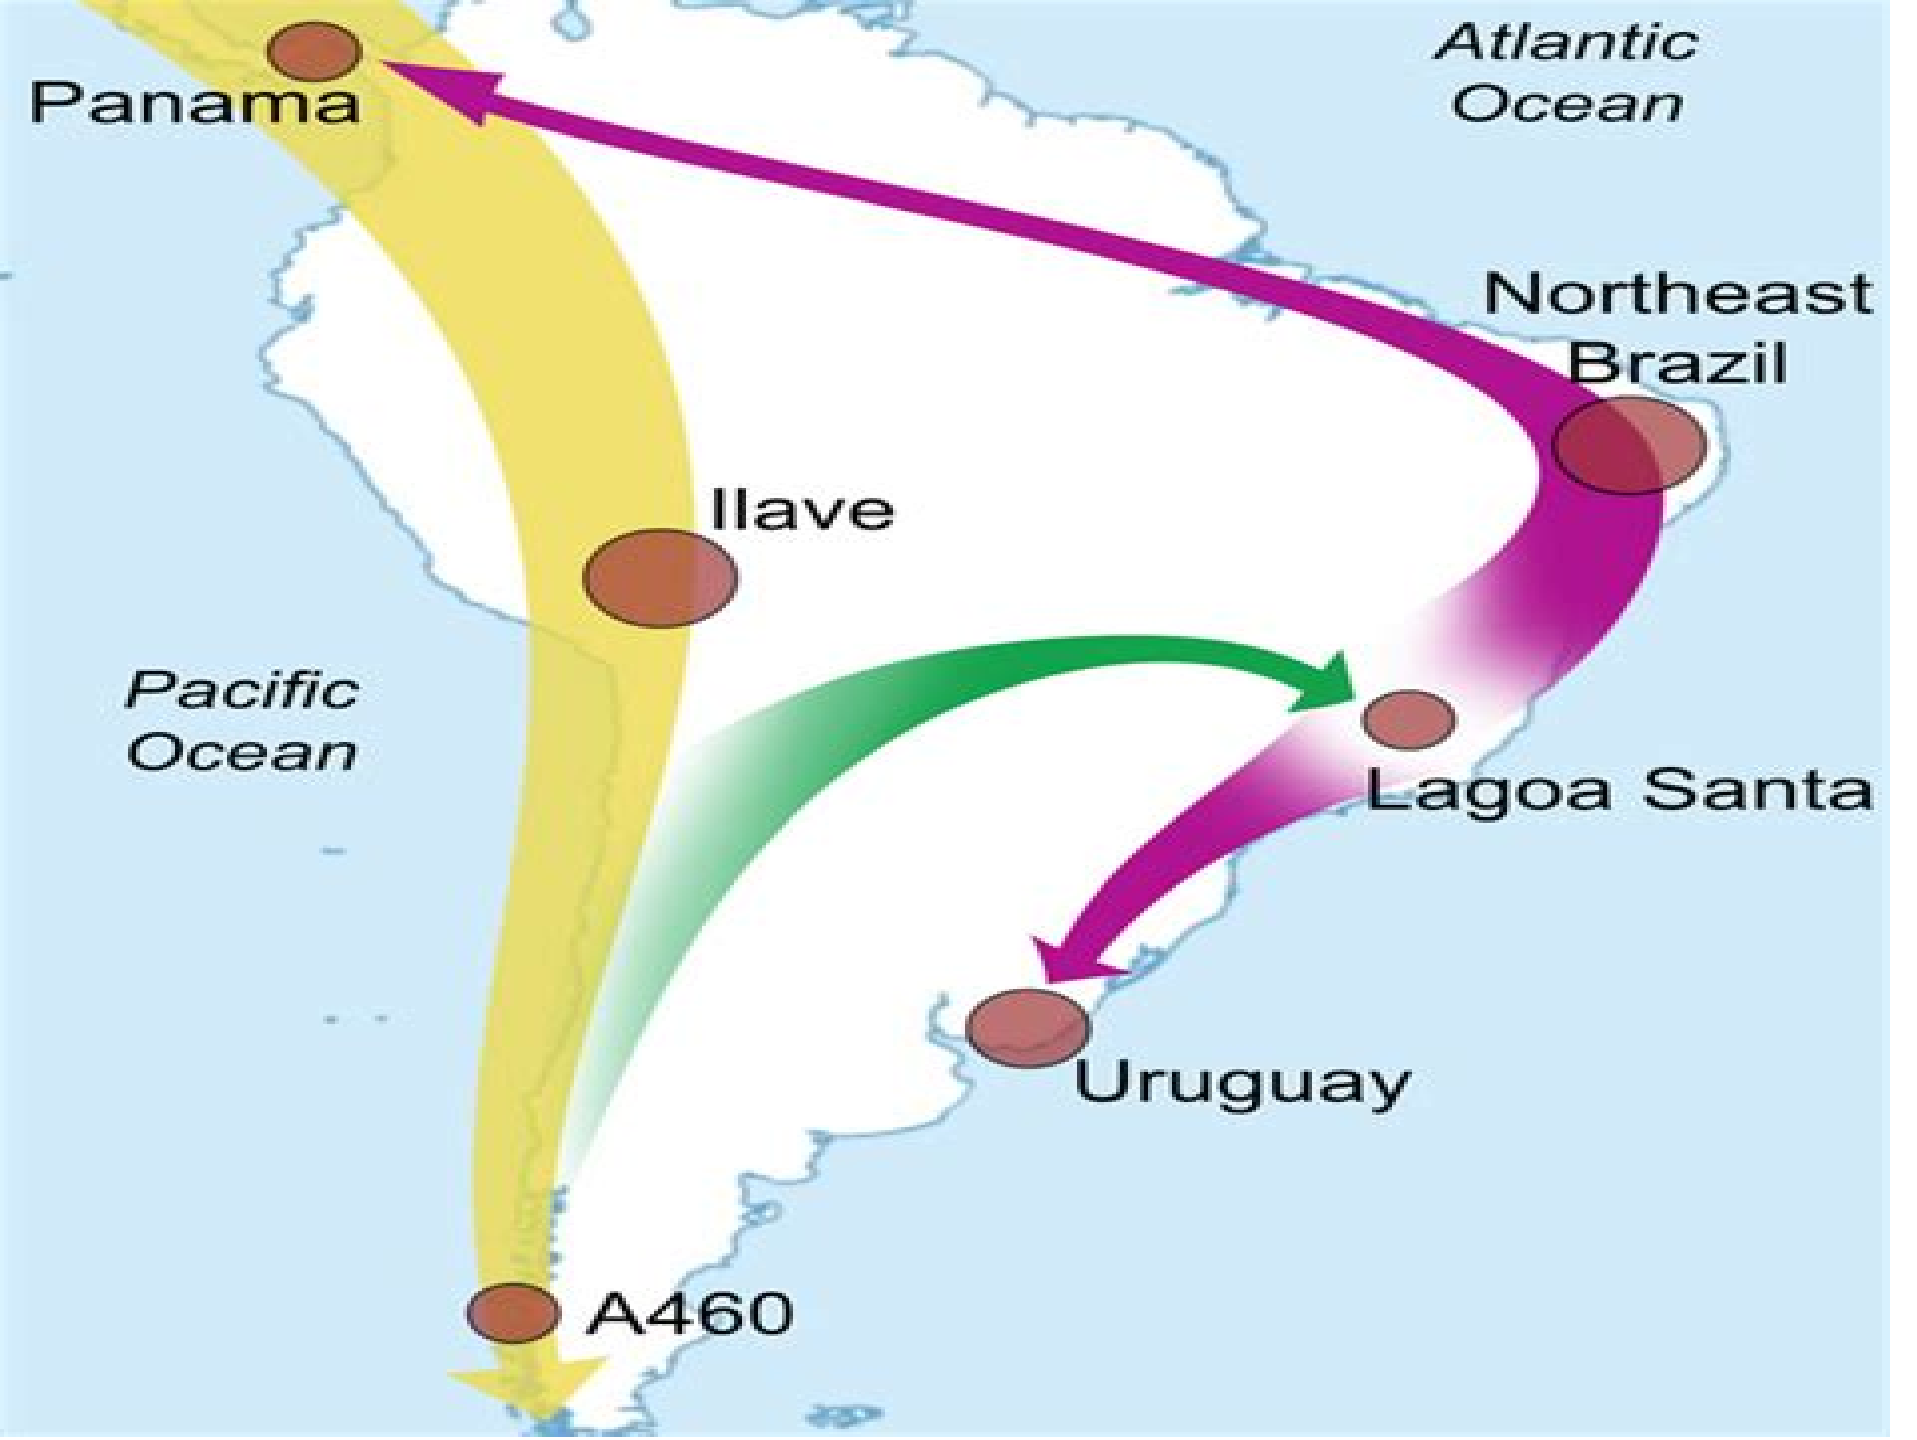 Atlantic
Ocean
Panama
Northeast
Brazil
Ilave
Pacific
Ocean
Lagoa Santa
Uruguay
A460